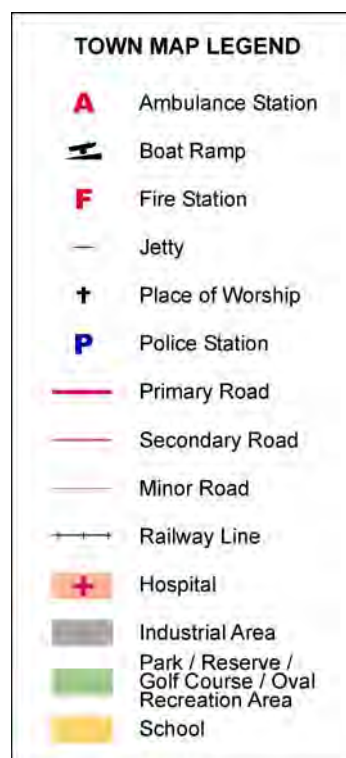 TOWN MAP LEGEND
A Ambulance Station
Boat Ramp
F Fire Station
Jetty
Place of Worship
P Police Station
Primary Road
Secondary Road
Minor Road
Railway Line
Hospital
Industrial Area
Park / Reserve /
Golf Course / Oval
Recreation Area
School